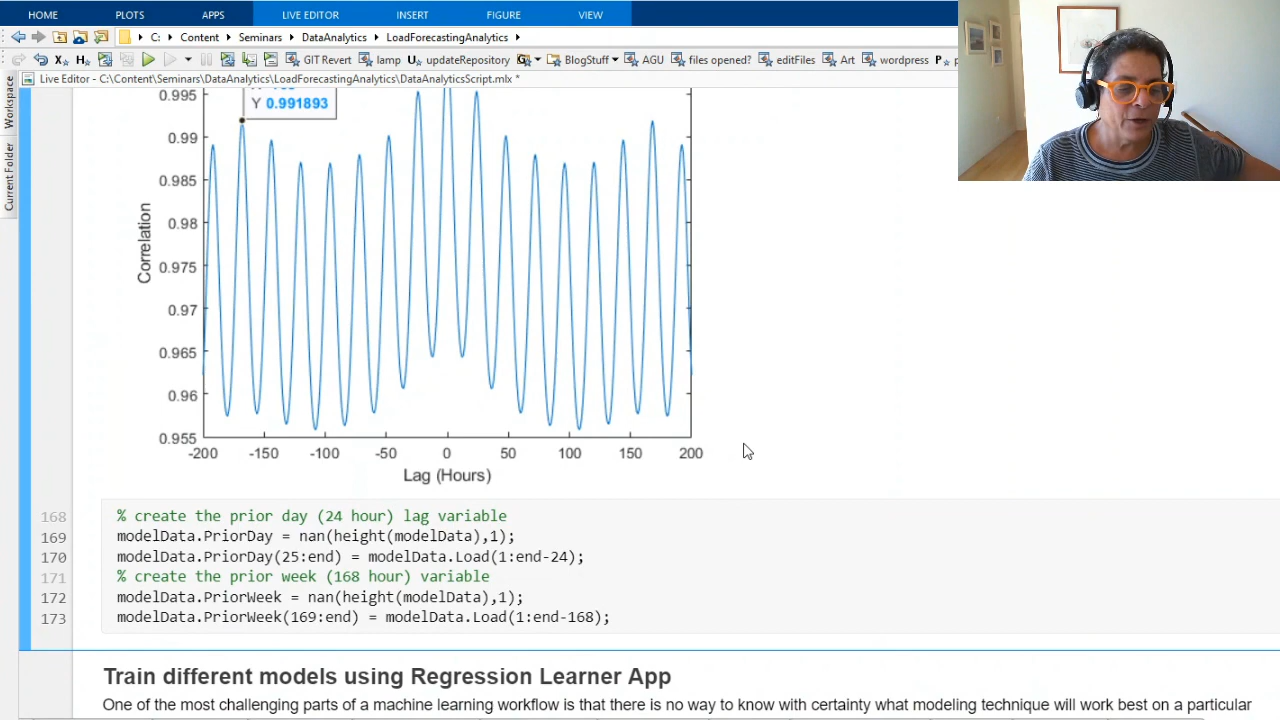 HOME PLOTS APPS LIVE EDITOR INSERT FIGURE VIEW
C: Content Seminars DataAnalytics LoadForecastingAnalytics
GIT Revert lamp updateRepository BlogStuff AGU files opened? editFiles Art wordpress
Live Editor - C:\Content\Seminars\DataAnalytics\LoadForecastingAnalytics\DataAnalyticsScript.mlx *
Workspace
Current Folder
Y 0.991893
0.995
0.99
0.985
0.98
0.975
0.97
0.965
0.96
0.955
Correlation
-200 -150 -100 -50 0 50 100 150 200
Lag (Hours)
168 % create the prior day (24 hour) lag variable
169 modelData.PriorDay = nan(height(modelData),1);
170 modelData.PriorDay(25:end) = modelData.Load(1:end-24);
171 % create the prior week (168 hour) variable
172 modelData.PriorWeek = nan(height(modelData),1);
173 modelData.PriorWeek(169:end) = modelData.Load(1:end-168);
Train different models using Regression Learner App
One of the most challenging parts of a machine learning workflow is that there is no way to know with certainty what modeling technique will work best on a particular